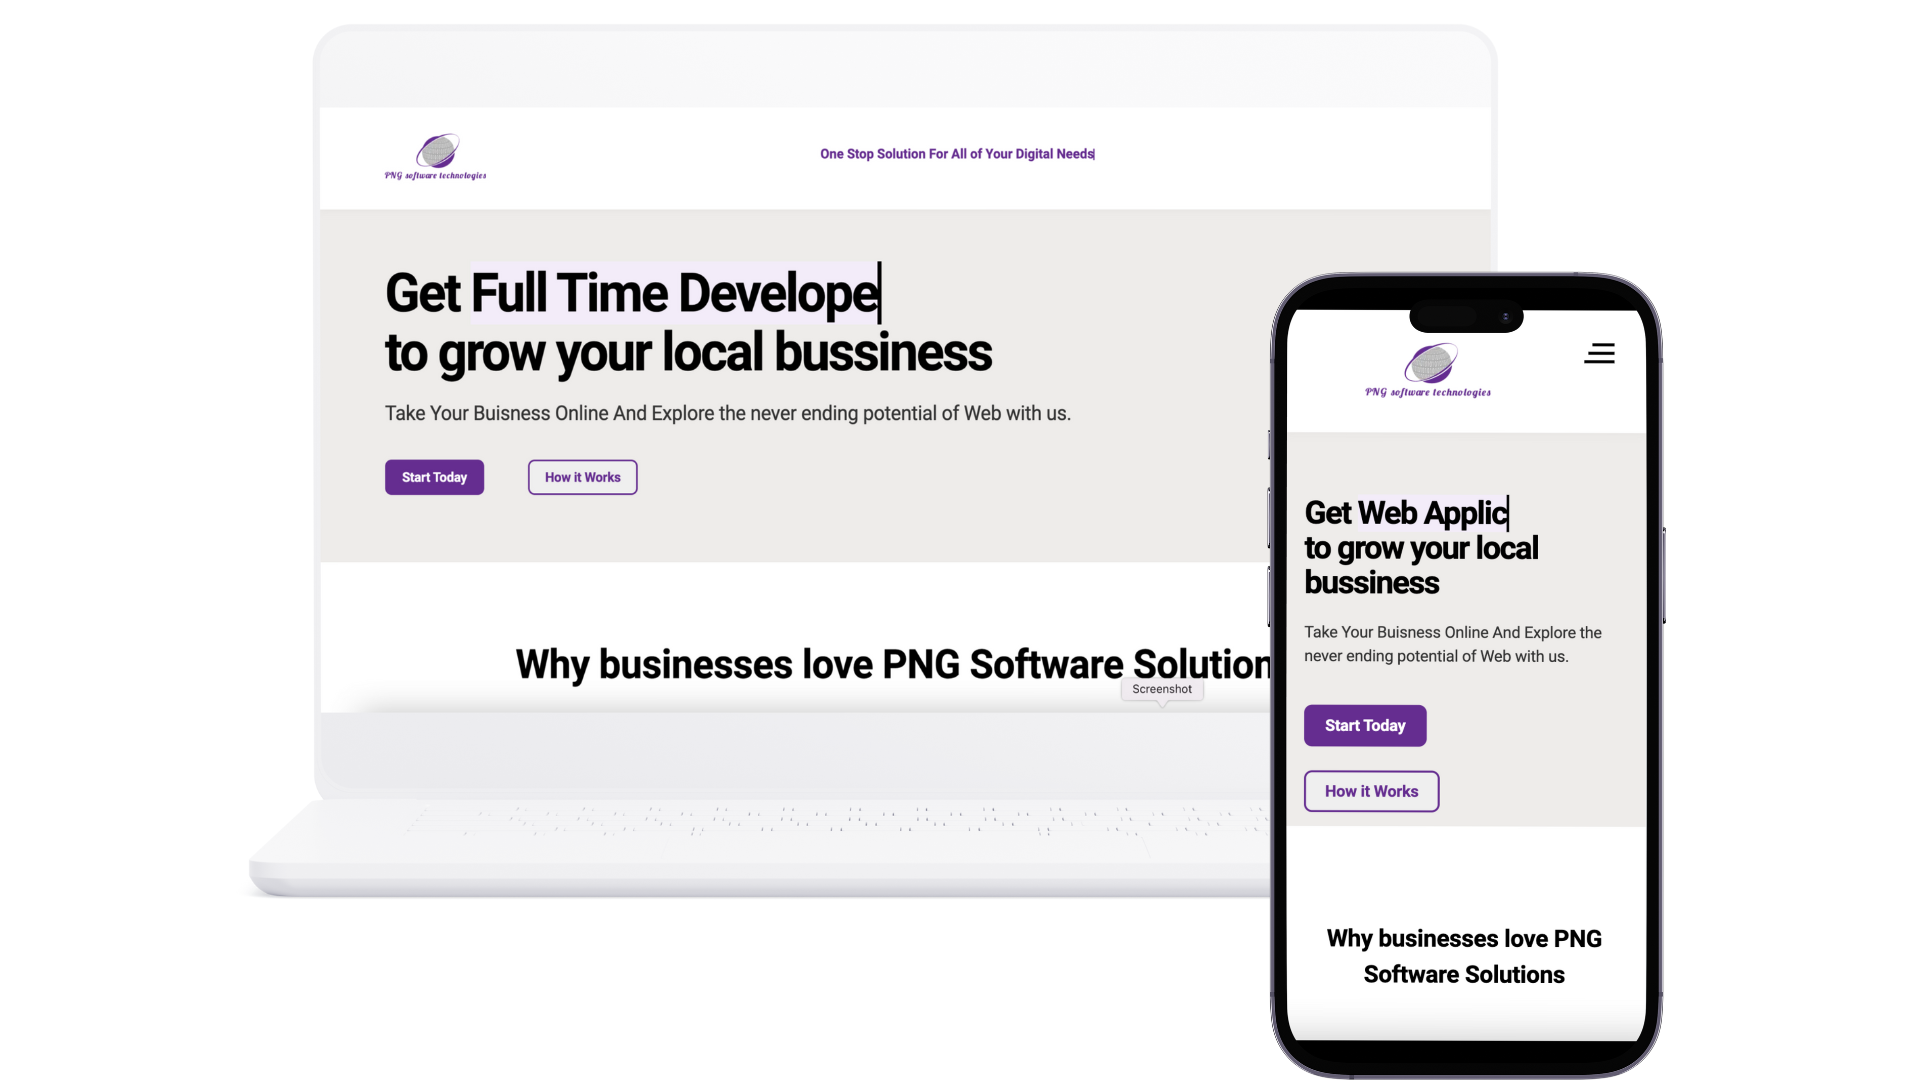 PNG software technologies
One Stop Solution For All of Your Digital Needs
Get Full Time Develope
to grow your local bussiness
Take Your Buisness Online And Explore the never ending potential of Web with us.
Start Today
How it Works
Why businesses love PNG Software Solution
Screenshot
PNG software technologies
Get Web Applic
to grow your local
bussiness
Take Your Buisness Online And Explore the
never ending potential of Web with us.
Start Today
How it Works
Why businesses love PNG
Software Solutions